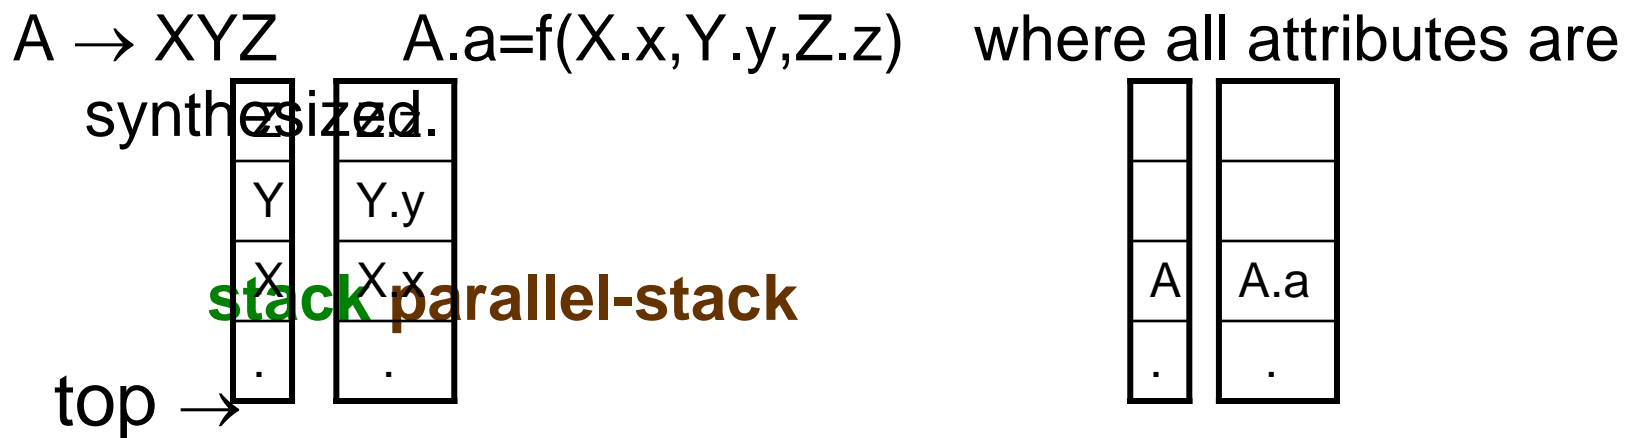 A → XYZ A.a=f(X.x,Y.y,Z.z) where all attributes are
synthesized.
Z Z.z
Y Y.y
X X.x A A.a
stack parallel-stack
. . . .
top →